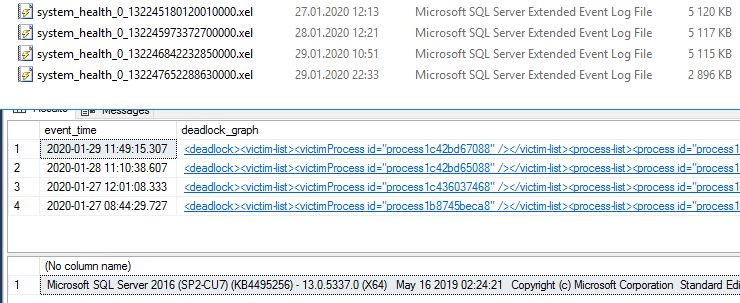 system_health_0_132245180120010000.xel 27.01.2020 12:13 Microsoft SQL Server Extended Event Log File 5 120 KB
system_health_0_132245973372700000.xel 28.01.2020 12:21 Microsoft SQL Server Extended Event Log File 5 117 KB
system_health_0_132246842232850000.xel 29.01.2020 10:51 Microsoft SQL Server Extended Event Log File 5 115 KB
system_health_0_132247652288630000.xel 29.01.2020 22:33 Microsoft SQL Server Extended Event Log File 2 896 KB
Results Messages
event_time deadlock_graph
1 2020-01-29 11:49:15.307 <deadlock><victim-list><victimProcess id="process1c42bd67088" /></victim-list><process-list><process id="process1
2 2020-01-28 11:10:38.607 <deadlock><victim-list><victimProcess id="process1c42bd65088" /></victim-list><process-list><process id="process1
3 2020-01-27 12:01:08.333 <deadlock><victim-list><victimProcess id="process1c436037468" /></victim-list><process-list><process id="process1
4 2020-01-27 08:44:29.727 <deadlock><victim-list><victimProcess id="process1b8745beca8" /></victim-list><process-list><process id="process1
(No column name)
1 Microsoft SQL Server 2016 (SP2-CU7) (KB4495256) - 13.0.5337.0 (X64) May 16 2019 02:24:21 Copyright (c) Microsoft Corporation Standard Edi